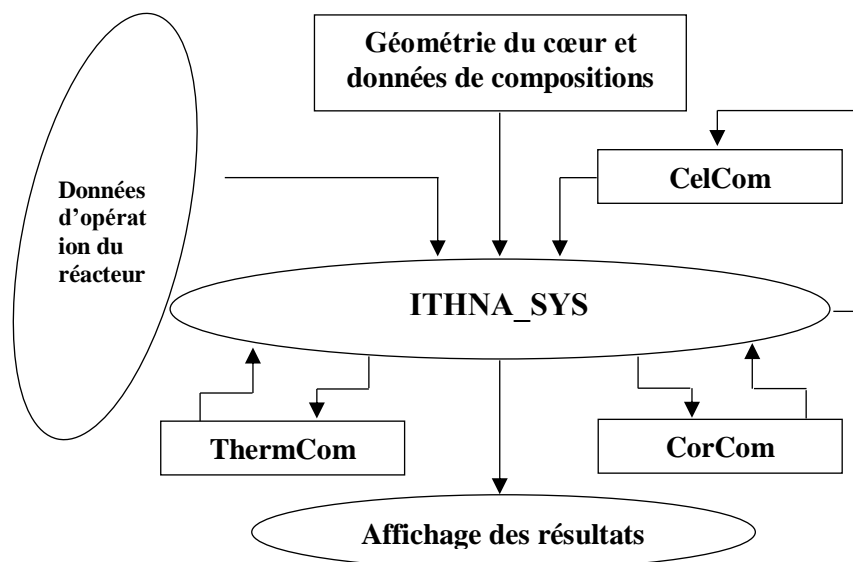 Géométrie du cœur et
données de compositions
CelCom
Données
d'opérat
ion du
réacteur
ITHNA_SYS
ThermCom
CorCom
Affichage des résultats